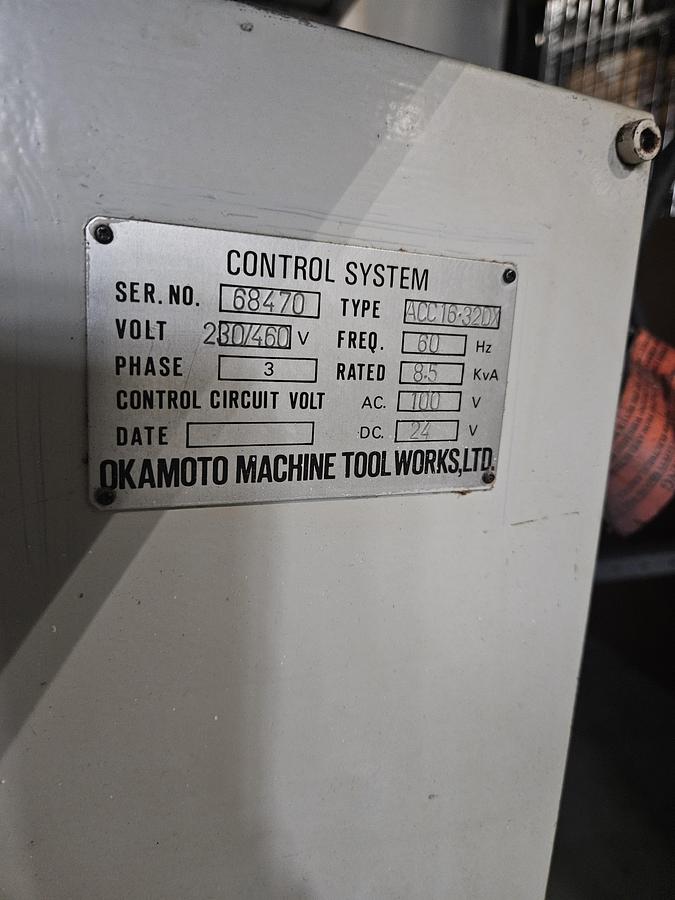 CONTROL SYSTEM
SER. NO. 68470 TYPE ACC16·32DX
VOLT 230/460 V FREQ. 60 Hz
PHASE 3 RATED 8.5 KvA
CONTROL CIRCUIT VOLT AC. 100 V
DATE DC. 24 V
OKAMOTO MACHINE TOOL WORKS,LTD.